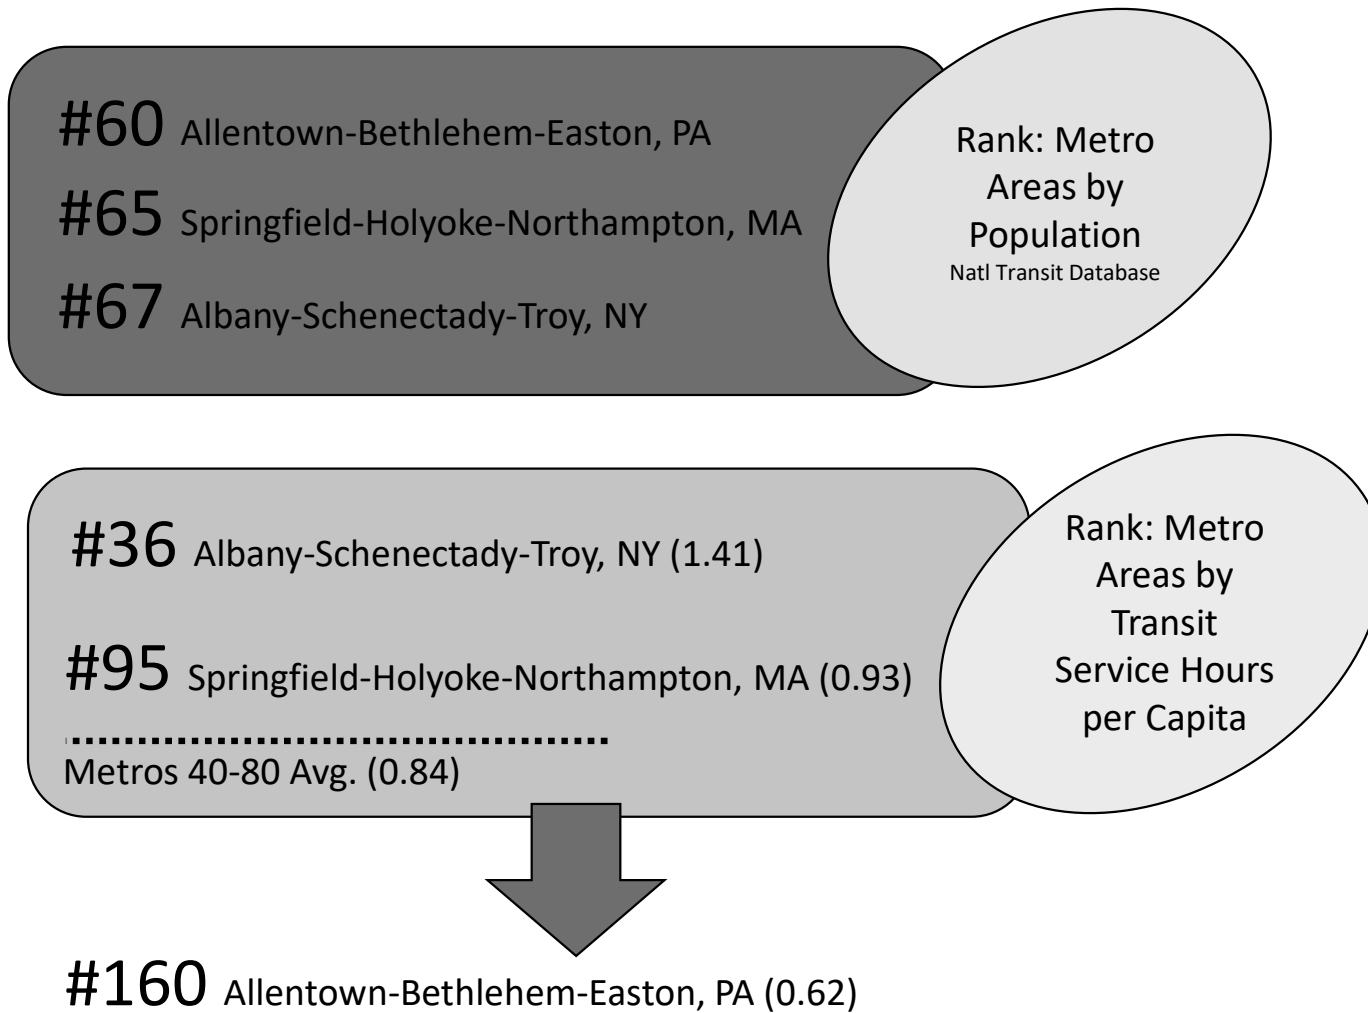 #60 Allentown-Bethlehem-Easton, PA
#65 Springfield-Holyoke-Northampton, MA
#67 Albany-Schenectady-Troy, NY
Rank: Metro
Areas by
Population
Natl Transit Database
#36 Albany-Schenectady-Troy, NY (1.41)
#95 Springfield-Holyoke-Northampton, MA (0.93)
Metros 40-80 Avg. (0.84)
Rank: Metro
Areas by
Transit
Service Hours
per Capita
#160 Allentown-Bethlehem-Easton, PA (0.62)